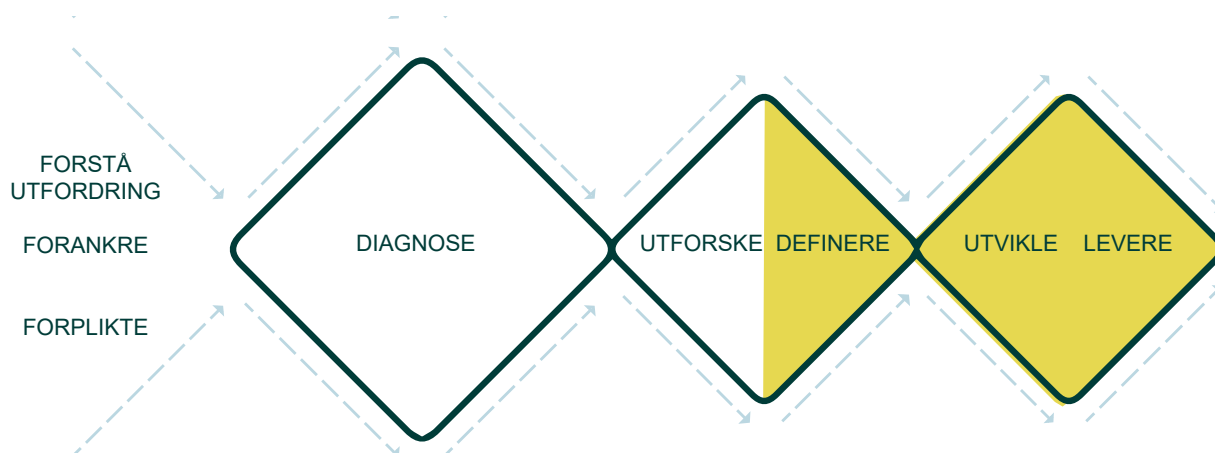 FORSTÅ
UTFORDRING
FORANKRE
FORPLIKTE
DIAGNOSE
UTFORSKE
DEFINERE
UTVIKLE
LEVERE